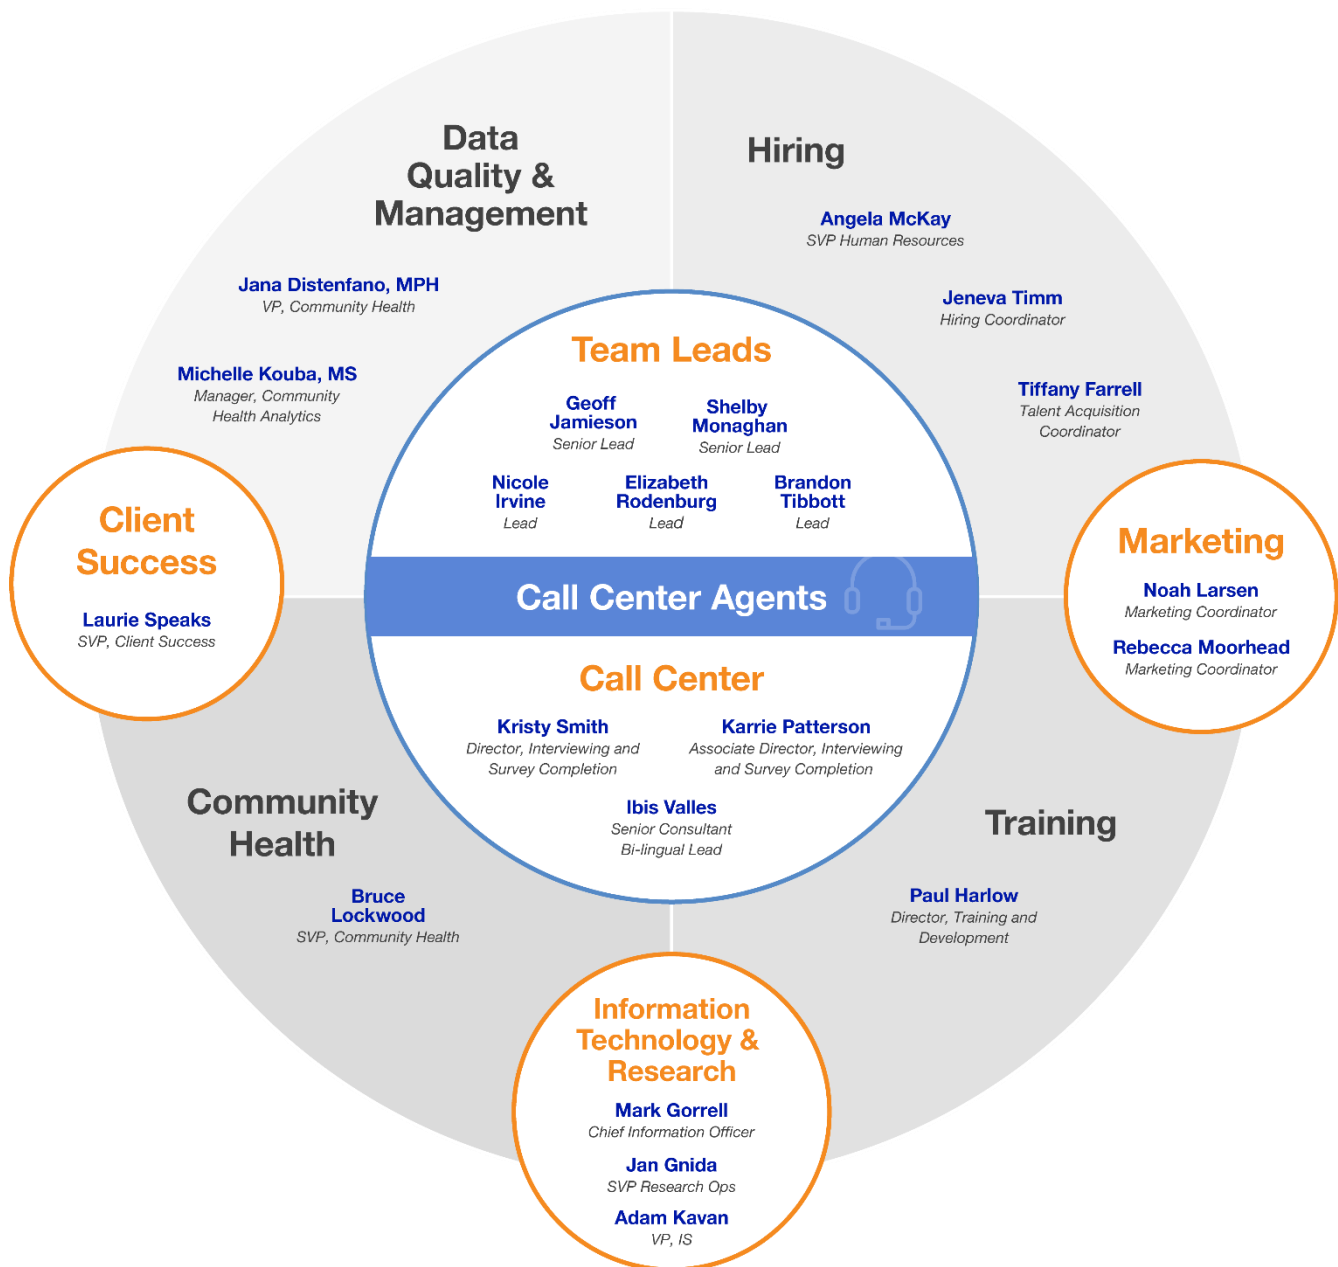 Data
Quality &
Management
Jana Distenfano, MPH
VP, Community Health
Michelle Kouba, MS
Manager, Community
Health Analytics
Hiring
Angela McKay
SVP Human Resources
Jeneva Timm
Hiring Coordinator
Tiffany Farrell
Talent Acquisition
Coordinator
Team Leads
Geoff
Jamieson
Senior Lead
Shelby
Monaghan
Senior Lead
Nicole
Irvine
Lead
Elizabeth
Rodenburg
Lead
Brandon
Tibbott
Lead
Client
Success
Laurie Speaks
SVP, Client Success
Call Center Agents
Marketing
Noah Larsen
Marketing Coordinator
Rebecca Moorhead
Marketing Coordinator
Call Center
Kristy Smith
Director, Interviewing and
Survey Completion
Karrie Patterson
Associate Director, Interviewing
and Survey Completion
Ibis Valles
Senior Consultant
Bi-lingual Lead
Community
Health
Bruce
Lockwood
SVP, Community Health
Training
Paul Harlow
Director, Training and
Development
Information
Technology &
Research
Mark Gorrell
Chief Information Officer
Jan Gnida
SVP Research Ops
Adam Kavan
VP, IS